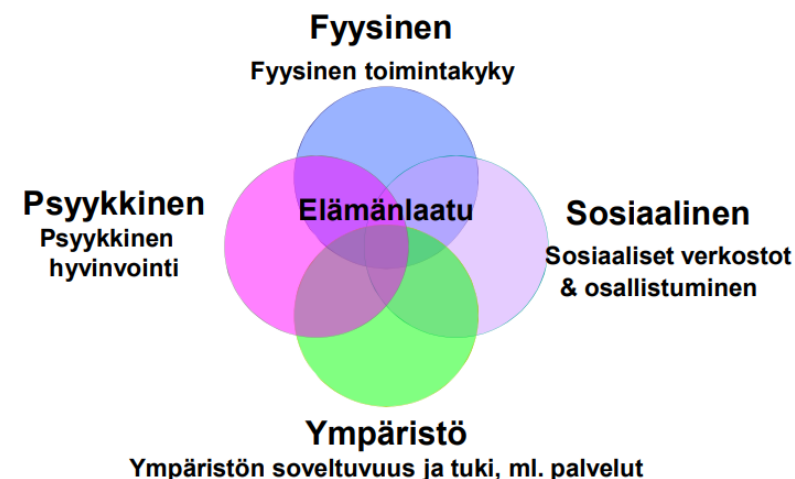 Fyysinen
Fyysinen toimintakyky
Elämänlaatu
Psyykkinen
Psyykkinen
hyvinvointi
Sosiaalinen
Sosiaaliset verkostot
& osallistuminen
Ympäristö
Ympäristön soveltuvuus ja tuki, ml. palvelut